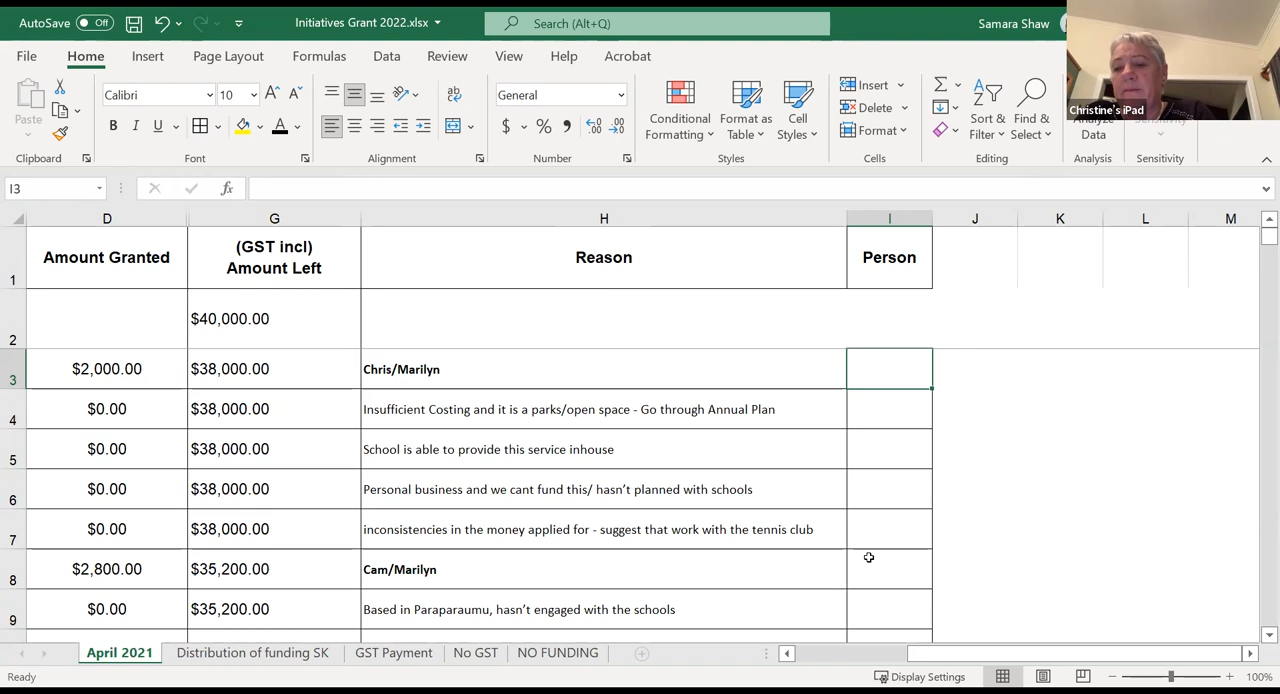 AutoSave Off Initiatives Grant 2022.xlsx Search (Alt+Q) Samara Shaw
File Home Insert Page Layout Formulas Data Review View Help Acrobat
Christine's iPad
Calibri 10 General
Paste
B I U
$ %
Conditional Formatting
Format as Table
Cell Styles
Insert
Delete
Format
Sort & Filter
Find & Select
Analyze Data
Sensitivity
Clipboard Font Alignment Number Styles Cells Editing Analysis Sensitivity
I3 fx
D G H I J K L M
1 Amount Granted (GST incl) Amount Left Reason Person
2 $40,000.00
3 $2,000.00 $38,000.00 Chris/Marilyn
4 $0.00 $38,000.00 Insufficient Costing and it is a parks/open space - Go through Annual Plan
5 $0.00 $38,000.00 School is able to provide this service inhouse
6 $0.00 $38,000.00 Personal business and we cant fund this/ hasn't planned with schools
7 $0.00 $38,000.00 inconsistencies in the money applied for - suggest that work with the tennis club
8 $2,800.00 $35,200.00 Cam/Marilyn
9 $0.00 $35,200.00 Based in Paraparaumu, hasn't engaged with the schools
April 2021 Distribution of funding SK GST Payment No GST NO FUNDING
Ready Display Settings 100%